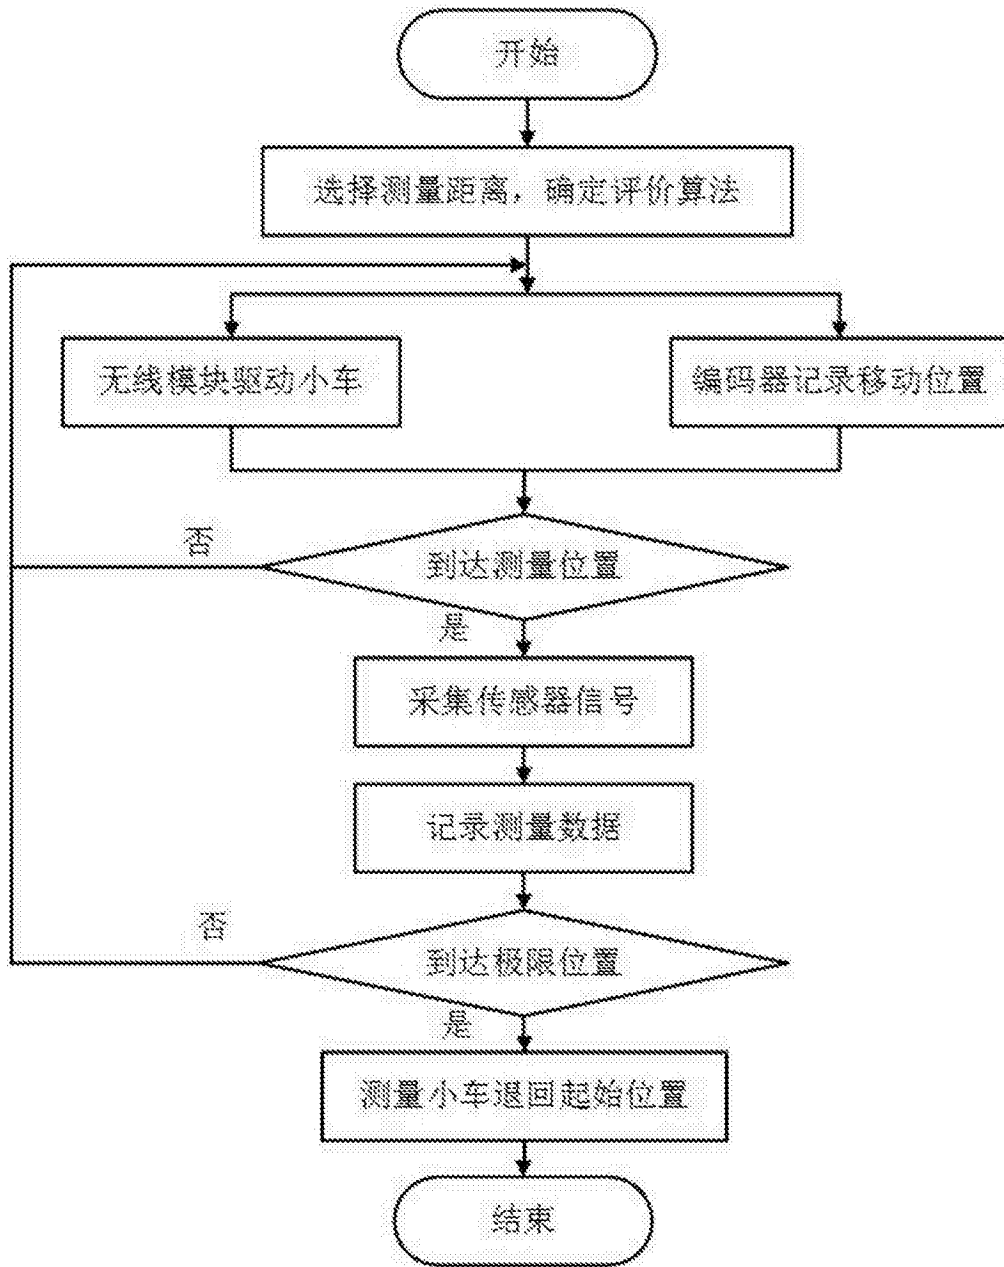 开始
选择测量距离，确定评价算法
无线模块驱动小车
编码器记录移动位置
否
到达测量位置
是
采集传感器信号
记录测量数据
否
到达极限位置
是
测量小车退回起始位置
结束